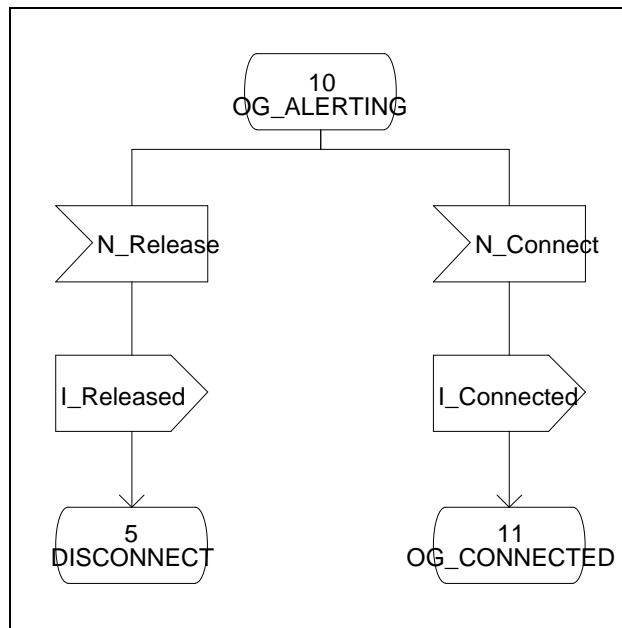 10
OG_ALERTING
N_Release
N_Connect
I_Released
I_Connected
5
DISCONNECT
11
OG_CONNECTED